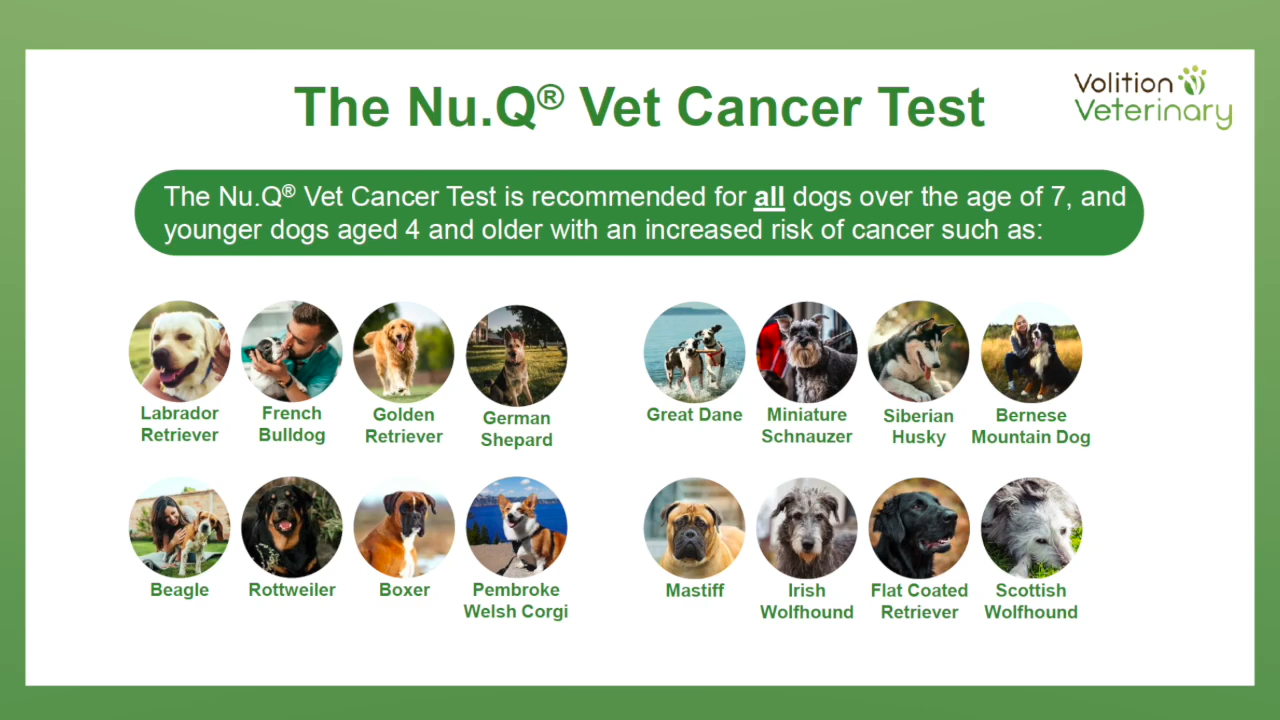 The Nu.Q® Vet Cancer Test
Volition
Veterinary
The Nu.Q® Vet Cancer Test is recommended for all dogs over the age of 7, and
younger dogs aged 4 and older with an increased risk of cancer such as:
Labrador
Retriever
French
Bulldog
Golden
Retriever
German
Shepard
Great Dane
Miniature
Schnauzer
Siberian
Husky
Bernese
Mountain Dog
Beagle
Rottweiler
Boxer
Pembroke
Welsh Corgi
Mastiff
Irish
Wolfhound
Flat Coated
Retriever
Scottish
Wolfhound